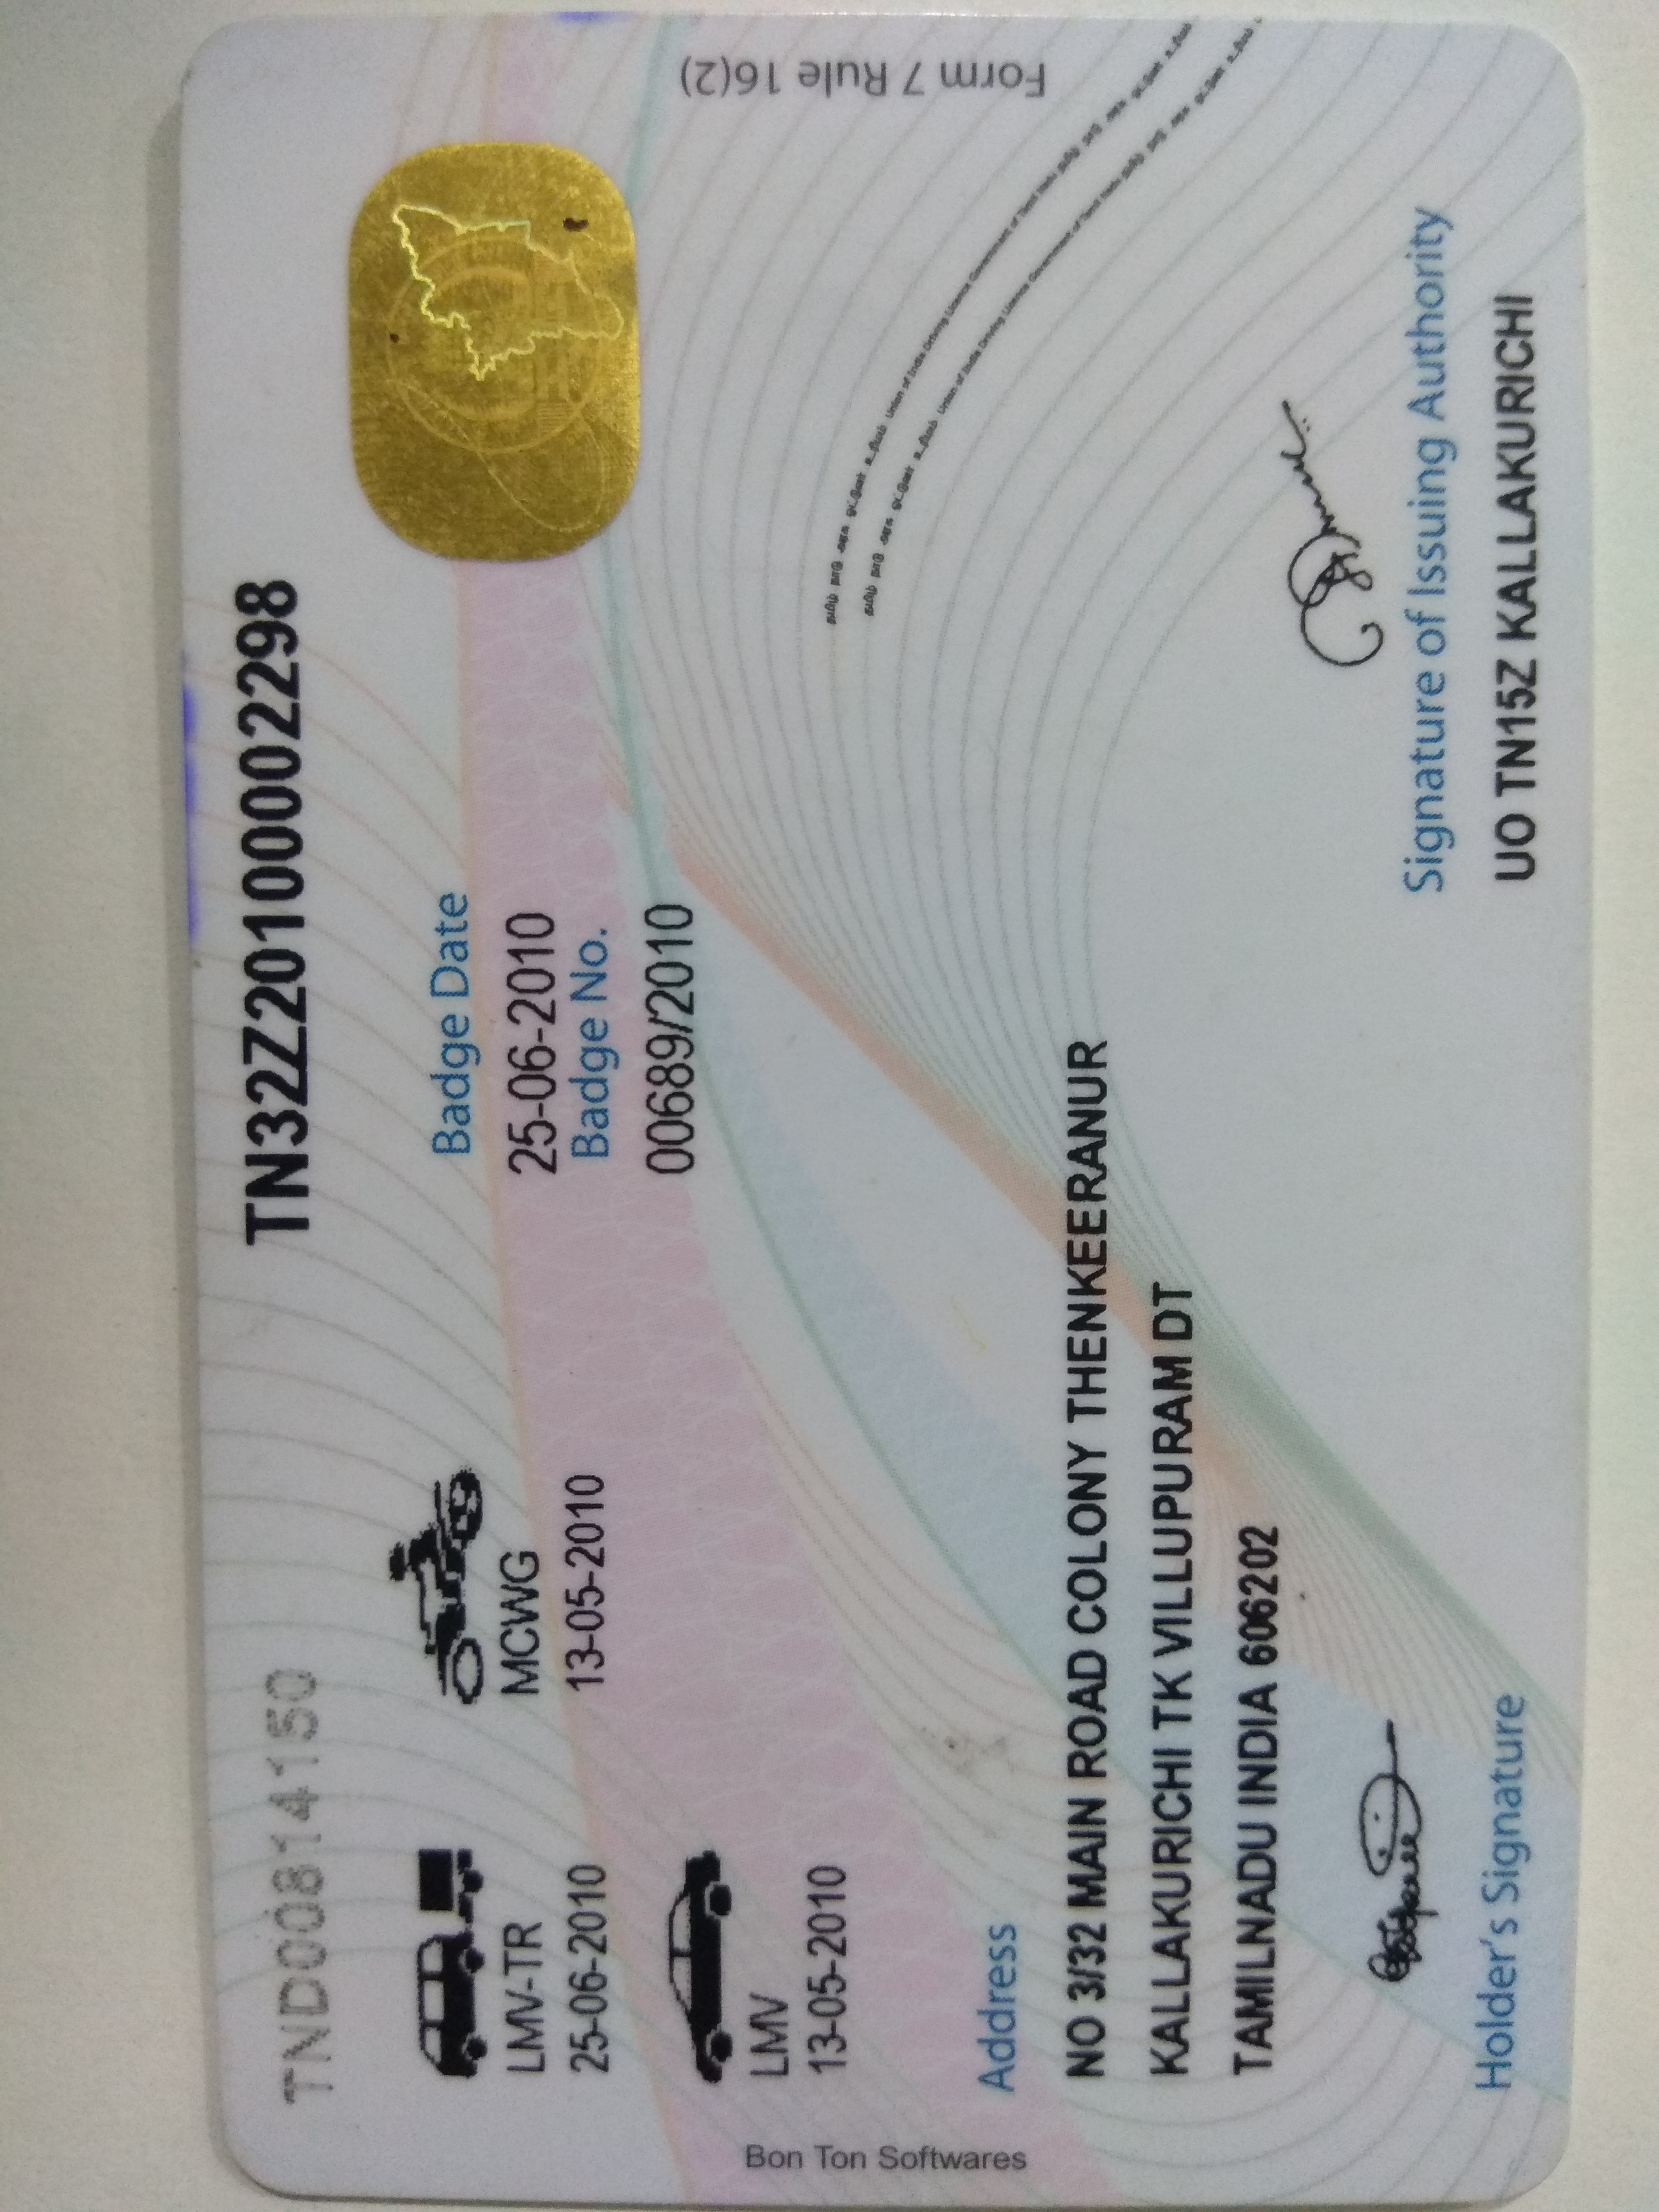 TND00814150
TN32Z20100002298
LMV-TR
25-06-2010
MCWG
13-05-2010
Badge Date
25-06-2010
Badge No.
00689/2010
LMV
13-05-2010
Address
NO 3/32 MAIN ROAD COLONY THENKEERANUR
KALLAKURICHI TK VILLUPURAM DT
TAMILNADU INDIA 606202
Holder's Signature
Signature of Issuing Authority
UO TN15Z KALLAKURICHI
Form 7 Rule 16(2)
Bon Ton Softwares